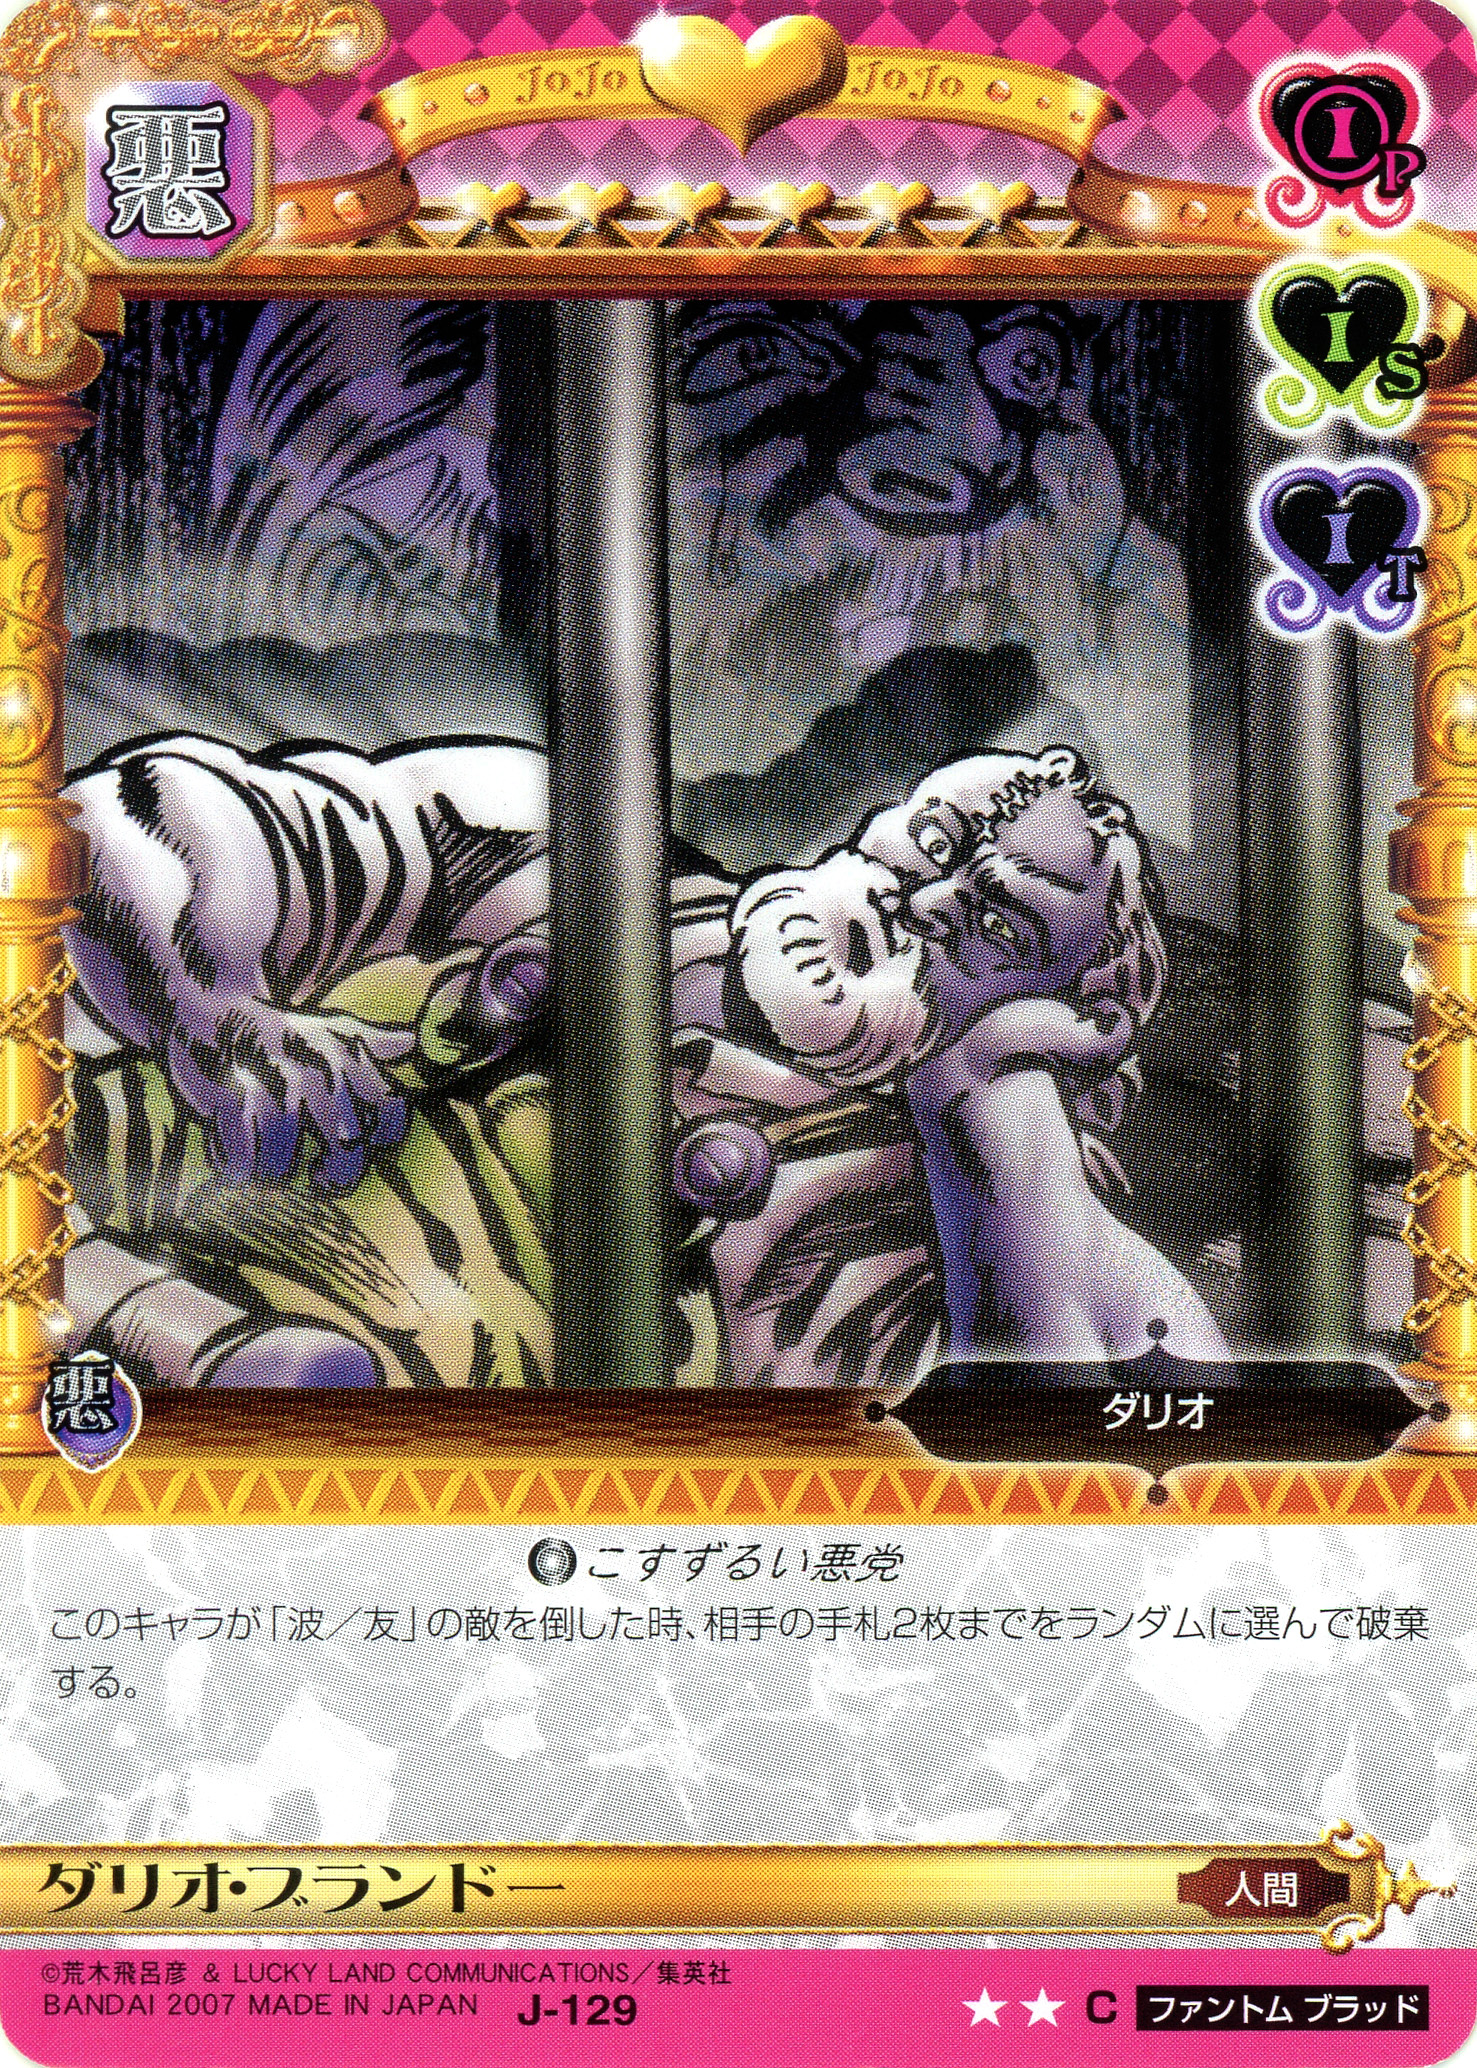 JoJo JoJo
悪
1 P
1 S
1 T
悪
ダリオ
こすずるい悪党
このキャラが「波／友」の敵を倒した時、相手の手札2枚までをランダムに選んで破棄
する。
ダリオ・ブランドー
人間
©荒木飛呂彦 & LUCKY LAND COMMUNICATIONS／集英社
BANDAI 2007 MADE IN JAPAN J-129
★★ C ファントム ブラッド